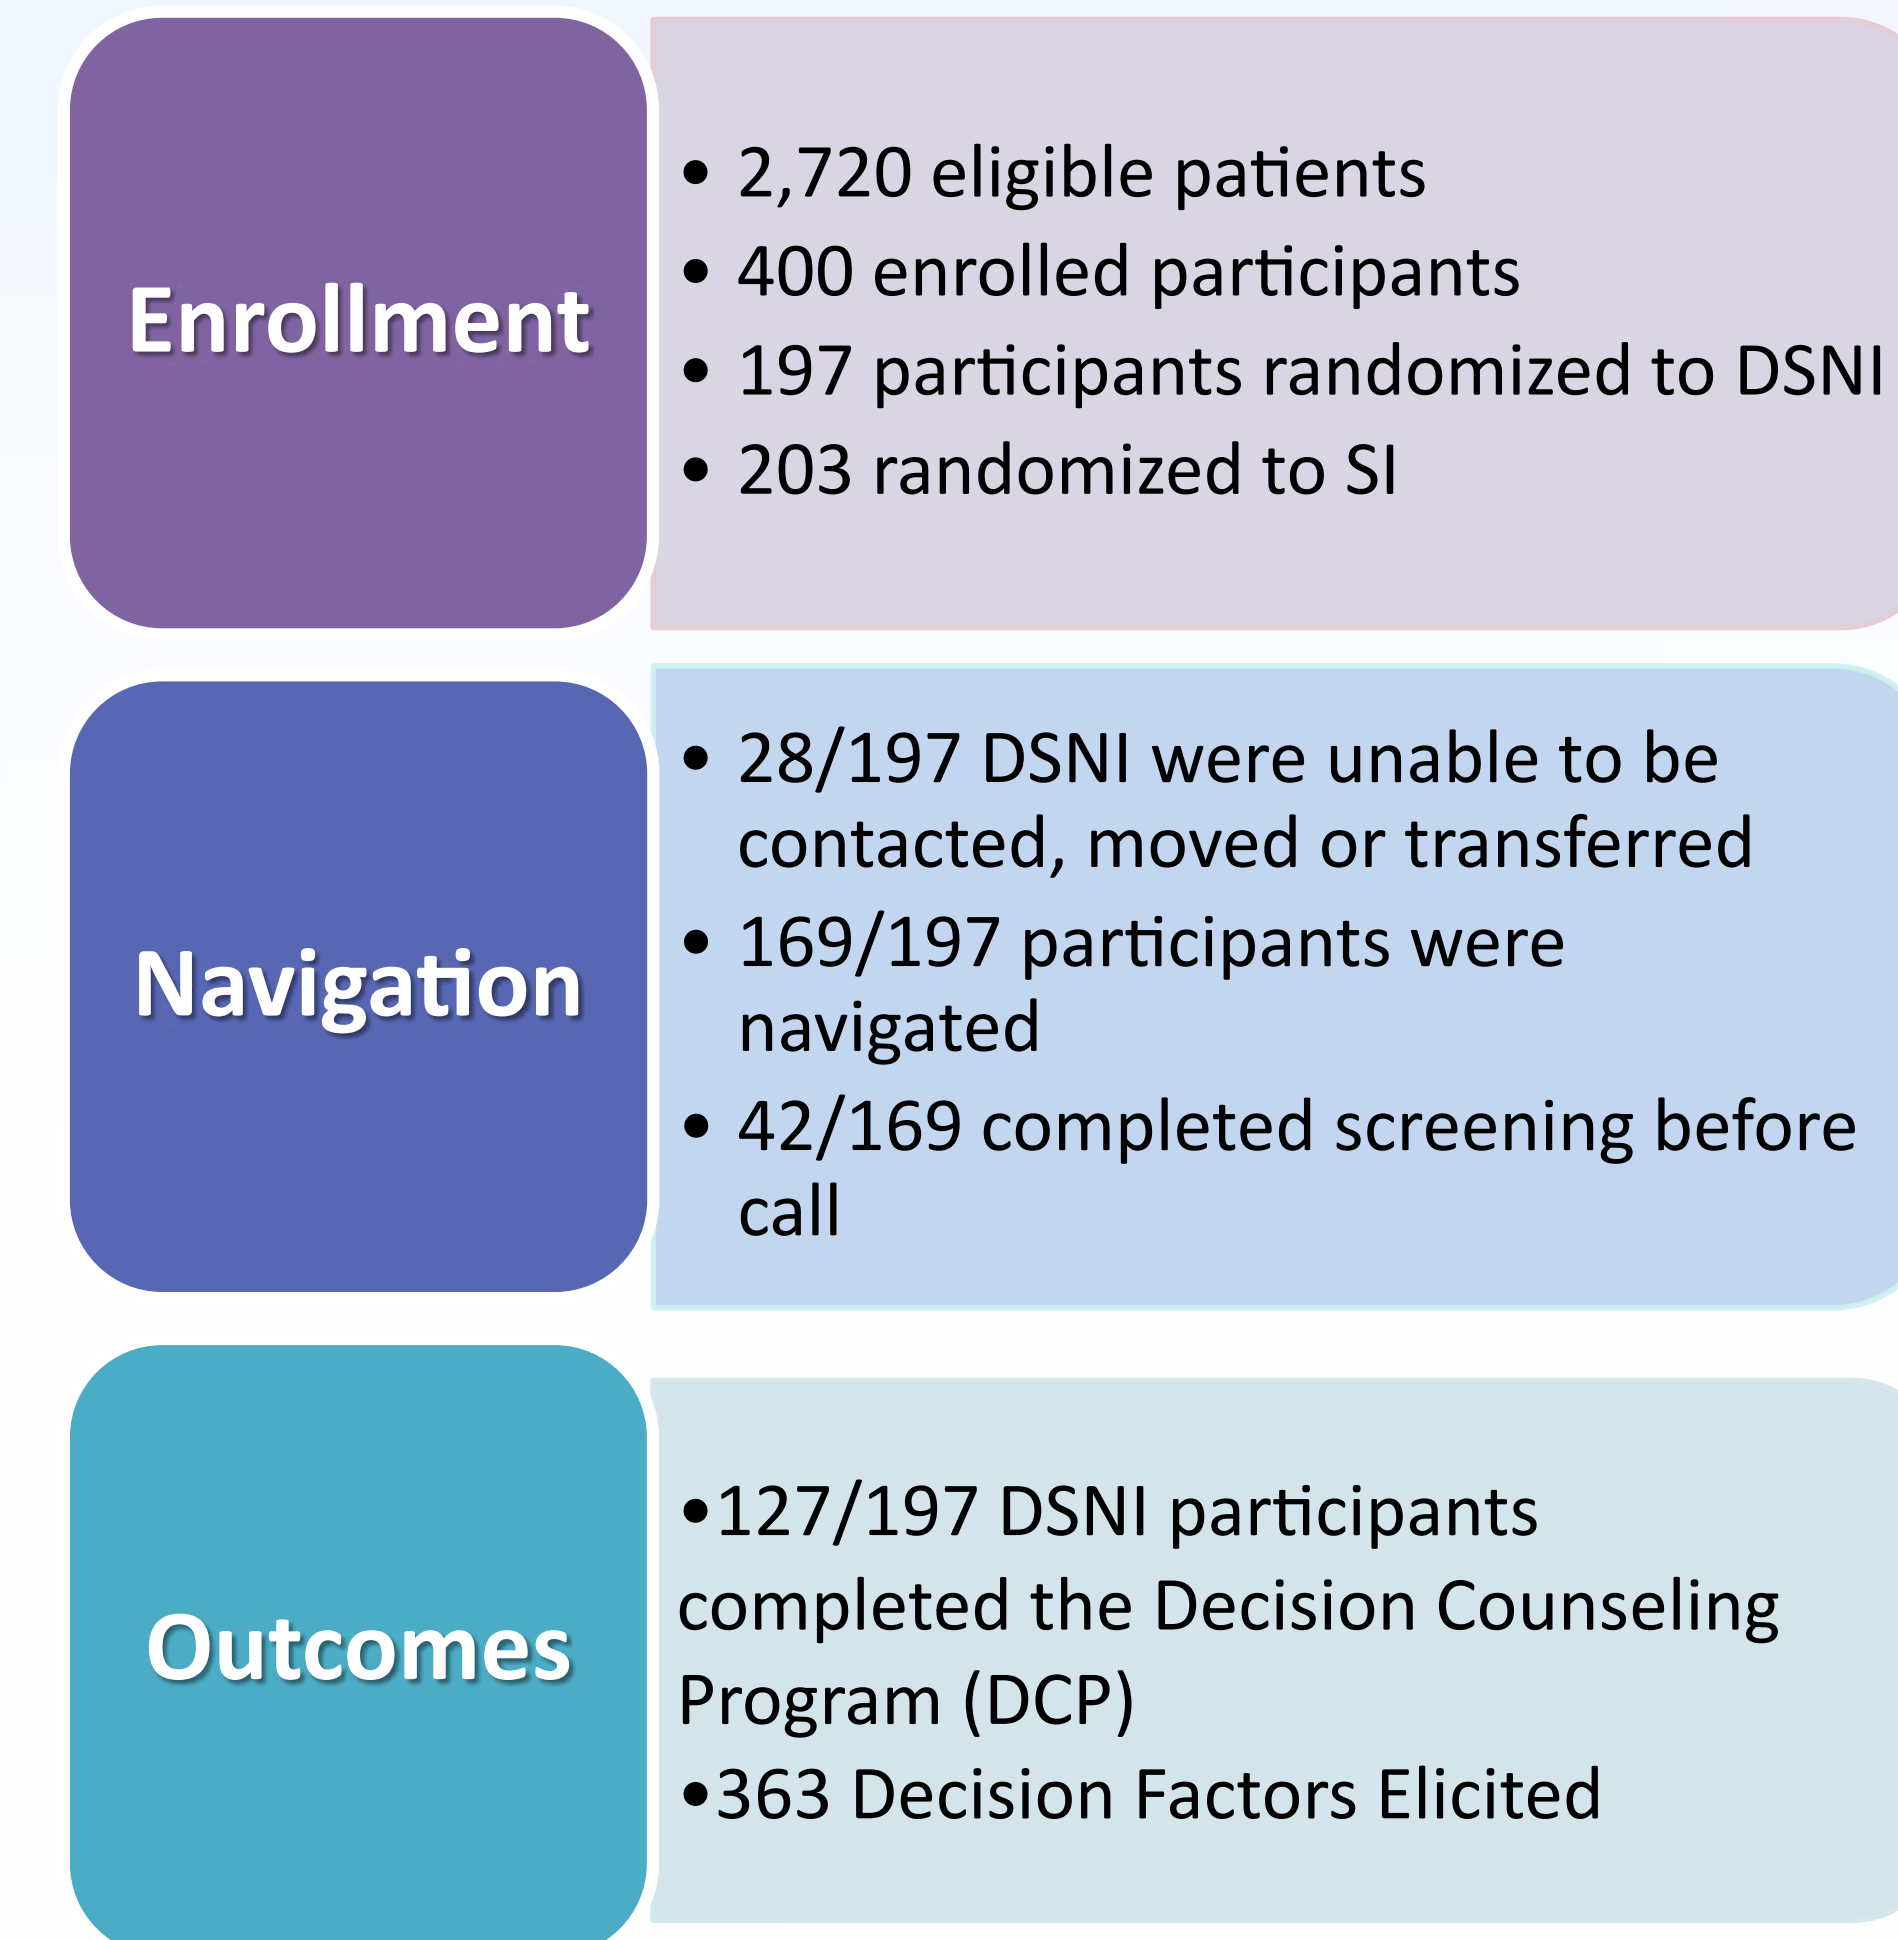 Enrollment
• 2,720 eligible patients
• 400 enrolled participants
• 197 participants randomized to DSNI
• 203 randomized to SI
Navigation
• 28/197 DSNI were unable to be
contacted, moved or transferred
• 169/197 participants were
navigated
• 42/169 completed screening before
call
Outcomes
•127/197 DSNI participants
completed the Decision Counseling
Program (DCP)
•363 Decision Factors Elicited